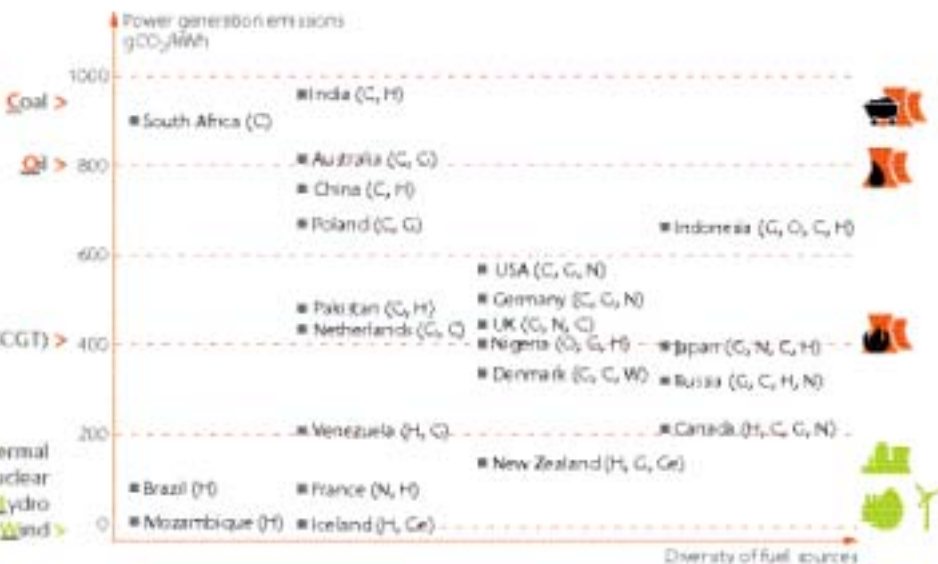 Power generation emissions
gCO₂/kWh
1000
Coal >
India (C, H)
South Africa (C)
Oil >
800
Australia (C, G)
China (C, H)
Poland (C, G)
Indonesia (G, O, C, H)
600
USA (C, G, N)
Germany (C, G, N)
Pakistan (G, H)
Netherlands (G, C)
UK (G, N, C)
CGT) >
400
Nigeria (O, G, H)
Japan (G, N, C, H)
Denmark (C, G, W)
Russia (G, C, H, N)
200
Venezuela (H, G)
Canada (H, C, G, N)
ermal
New Zealand (H, G, Ge)
uclear
Brazil (H)
France (N, H)
ydro
0
Mozambique (H)
Iceland (H, Ge)
Wind >
Diversity of fuel sources